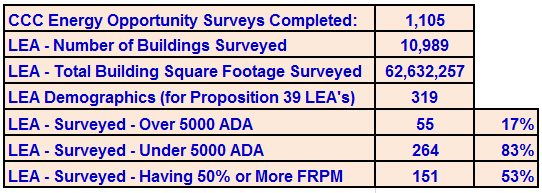 CCC Energy Opportunity Surveys Completed: 1,105
LEA - Number of Buildings Surveyed 10,989
LEA - Total Building Square Footage Surveyed 62,632,257
LEA Demographics (for Proposition 39 LEA's) 319
LEA - Surveyed - Over 5000 ADA 55 17%
LEA - Surveyed - Under 5000 ADA 264 83%
LEA - Surveyed - Having 50% or More FRPM 151 53%